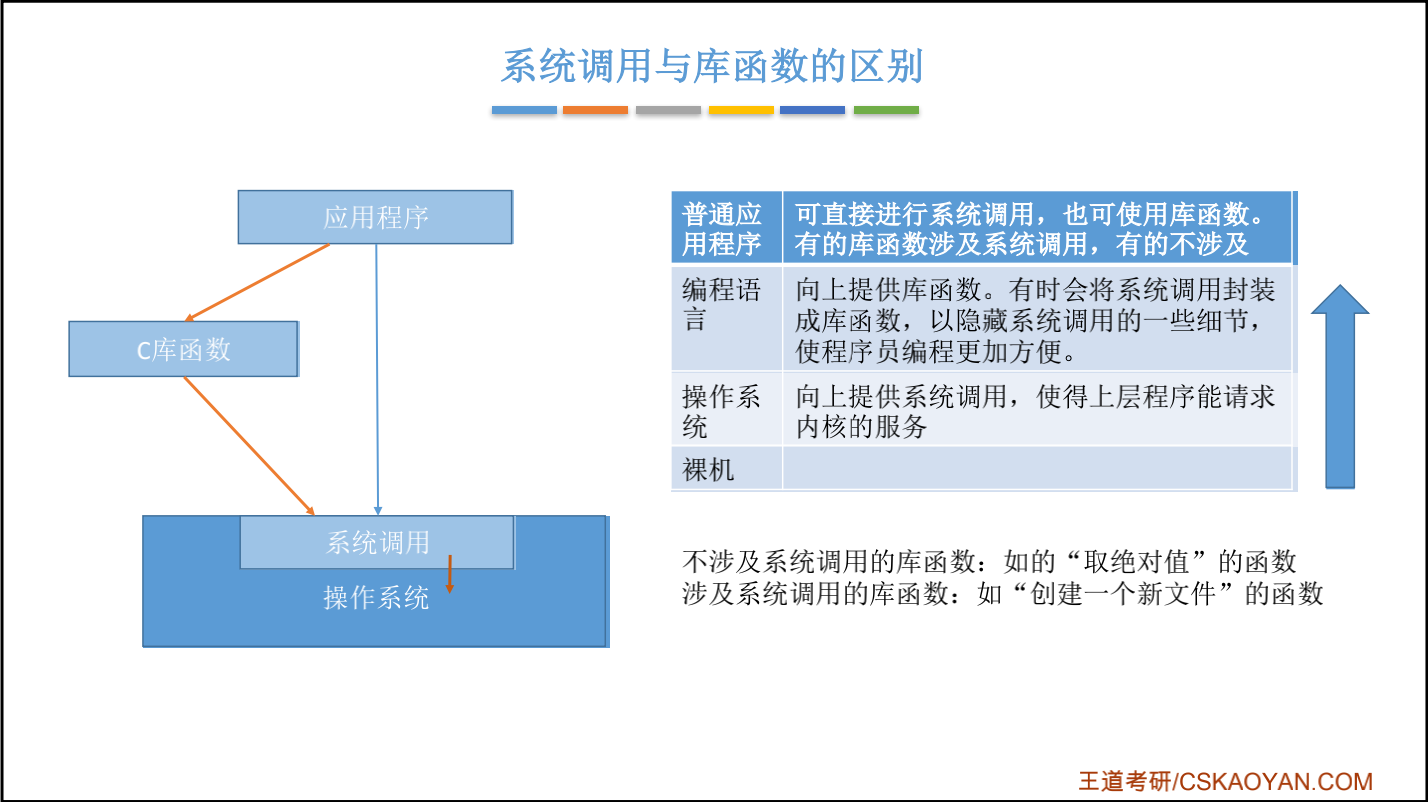 系统调用与库函数的区别
应用程序
C库函数
系统调用
操作系统
普通应
用程序
可直接进行系统调用，也可使用库函数。
有的库函数涉及系统调用，有的不涉及
编程语
言
向上提供库函数。有时会将系统调用封装
成库函数，以隐藏系统调用的一些细节，
使程序员编程更加方便。
操作系
统
向上提供系统调用，使得上层程序能请求
内核的服务
裸机
不涉及系统调用的库函数：如的“取绝对值”的函数
涉及系统调用的库函数：如“创建一个新文件”的函数
王道考研/CSKAOYAN.COM